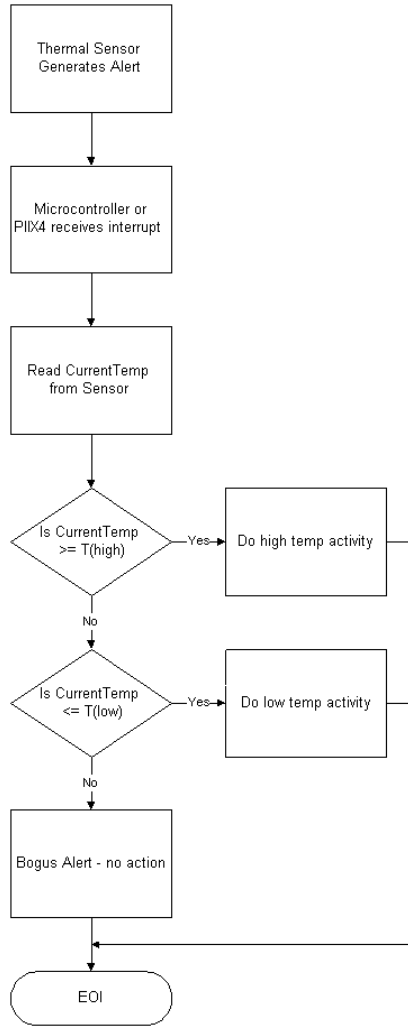 Thermal Sensor
Generates Alert
Microcontroller or
PIIX4 receives interrupt
Read CurrentTemp
from Sensor
Is CurrentTemp
>= T(high)
Yes
Do high temp activity
No
Is CurrentTemp
<= T(low)
Yes
Do low temp activity
No
Bogus Alert - no action
EOI